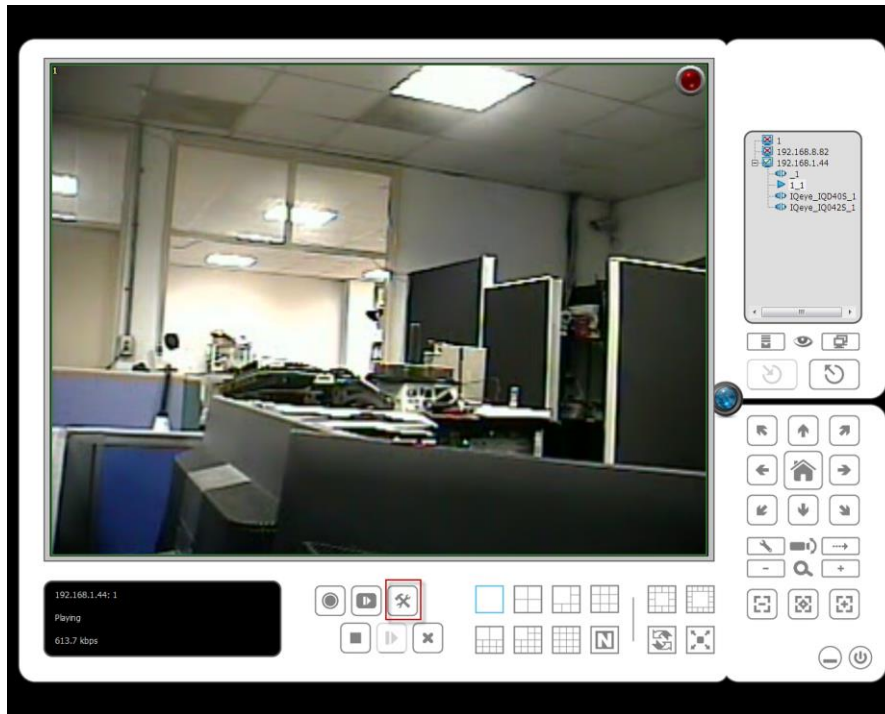 1
1
192.168.8.82
192.168.1.44
_1
1_1
IQeye_IQD40S_1
IQeye_IQ042S_1
192.168.1.44: 1
Playing
613.7 kbps
N